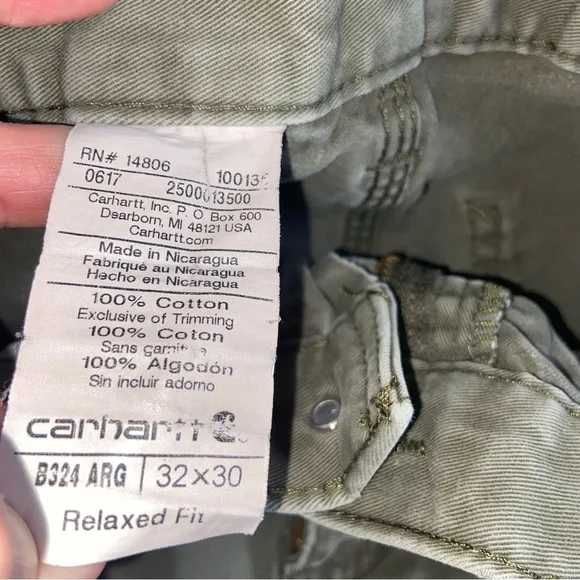 RN# 14806
0617 2500013500
Carhartt, Inc. P. O Box 600
Dearborn, MI 48121 USA
Carhartt.com
Made in Nicaragua
Fabriqué au Nicaragua
Hecho en Nicaragua
100% Cotton
Exclusive of Trimming
100% Coton
Sans
100% Algodón
Sin incluir adorno
carhartt
B324 ARG 32×30
Relaxed Fit